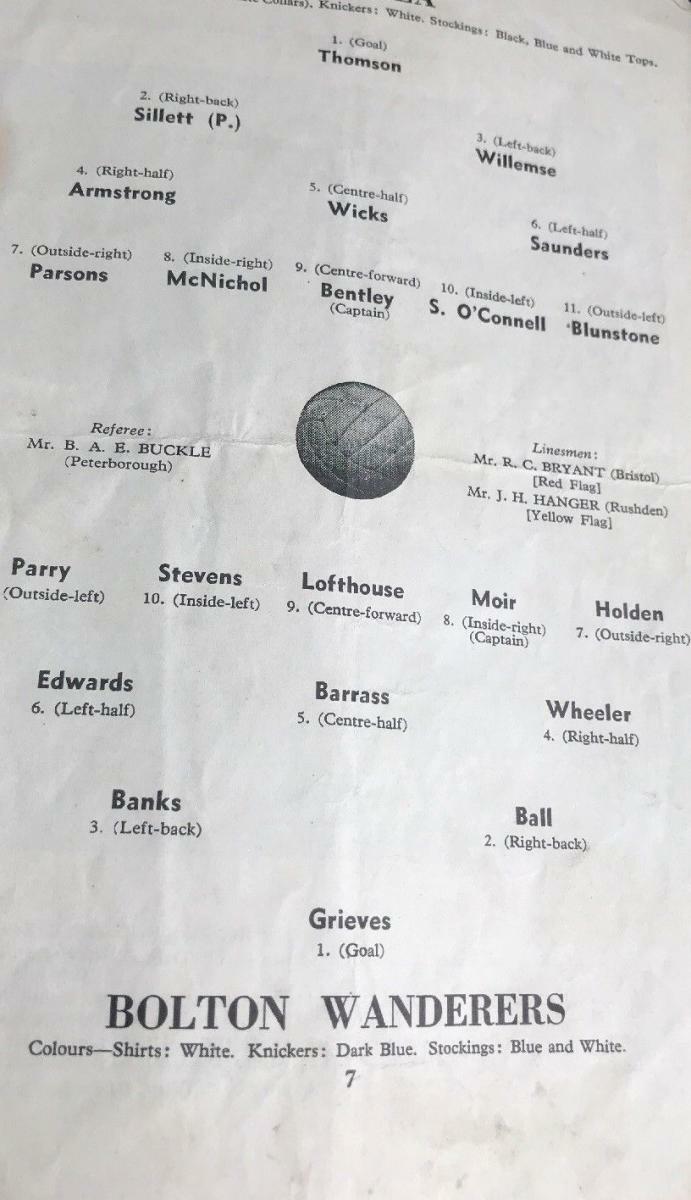 Collars). Knickers: White. Stockings: Black, Blue and White Tops.
1. (Goal)
Thomson
2. (Right-back)
Sillett (P.)
3. (Left-back)
Willemse
4. (Right-half)
Armstrong
5. (Centre-half)
Wicks
6. (Left-half)
Saunders
7. (Outside-right)
Parsons
8. (Inside-right)
McNichol
9. (Centre-forward)
Bentley
(Captain)
10. (Inside-left)
S. O'Connell
11. (Outside-left)
Blunstone
Referee:
Mr. B. A. E. BUCKLE
(Peterborough)
Linesmen:
Mr. R. C. BRYANT (Bristol)
[Red Flag]
Mr. J. H. HANGER (Rushden)
[Yellow Flag]
Parry
(Outside-left)
Stevens
10. (Inside-left)
Lofthouse
9. (Centre-forward)
Moir
8. (Inside-right)
(Captain)
Holden
7. (Outside-right)
Edwards
6. (Left-half)
Barrass
5. (Centre-half)
Wheeler
4. (Right-half)
Banks
3. (Left-back)
Ball
2. (Right-back)
Grieves
1. (Goal)
BOLTON WANDERERS
Colours—Shirts: White. Knickers: Dark Blue. Stockings: Blue and White.
7